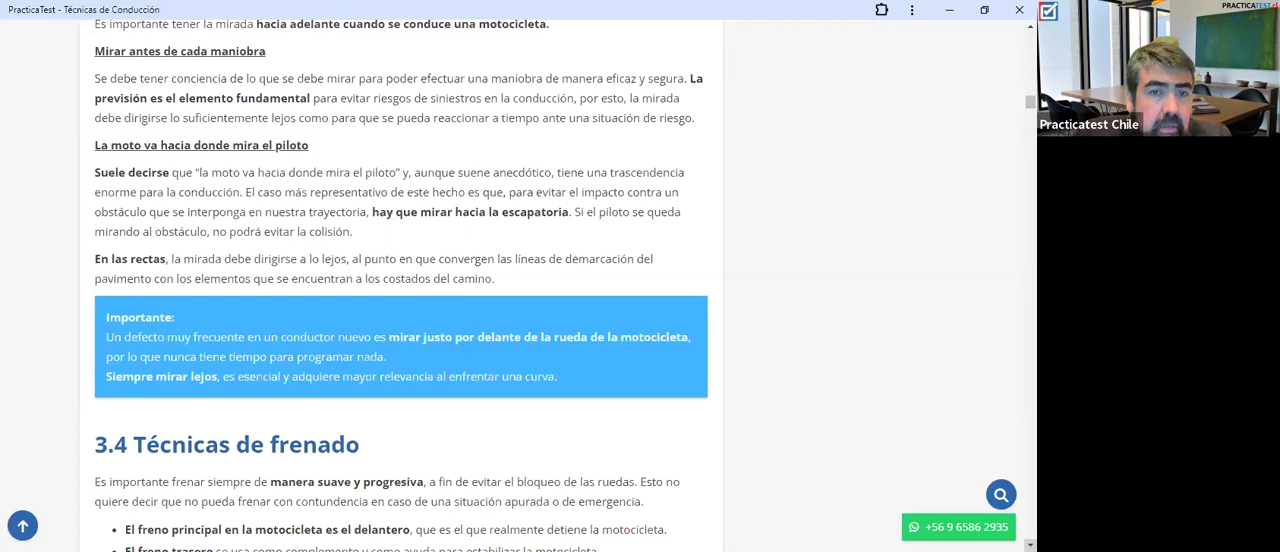 PracticaTest - Técnicas de Conducción
Es importante tener la mirada hacia adelante cuando se conduce una motocicleta.
Mirar antes de cada maniobra
Se debe tener conciencia de lo que se debe mirar para poder efectuar una maniobra de manera eficaz y segura. La
previsión es el elemento fundamental para evitar riesgos de siniestros en la conducción, por esto, la mirada
debe dirigirse lo suficientemente lejos como para que se pueda reaccionar a tiempo ante una situación de riesgo.
La moto va hacia donde mira el piloto
Suele decirse que “la moto va hacia donde mira el piloto” y, aunque suene anecdótico, tiene una trascendencia
enorme para la conducción. El caso más representativo de este hecho es que, para evitar el impacto contra un
obstáculo que se interponga en nuestra trayectoria, hay que mirar hacia la escapatoria. Si el piloto se queda
mirando al obstáculo, no podrá evitar la colisión.
En las rectas, la mirada debe dirigirse a lo lejos, al punto en que convergen las líneas de demarcación del
pavimento con los elementos que se encuentran a los costados del camino.
Importante:
Un defecto muy frecuente en un conductor nuevo es mirar justo por delante de la rueda de la motocicleta,
por lo que nunca tiene tiempo para programar nada.
Siempre mirar lejos, es esencial y adquiere mayor relevancia al enfrentar una curva.
3.4 Técnicas de frenado
Es importante frenar siempre de manera suave y progresiva, a fin de evitar el bloqueo de las ruedas. Esto no
quiere decir que no pueda frenar con contundencia en caso de una situación apurada o de emergencia.
• El freno principal en la motocicleta es el delantero, que es el que realmente detiene la motocicleta.
• El freno trasero se usa como complemento y como ayuda para estabilizar la motocicleta.
+56 9 6586 2935
PRACTICATEST.cl
Practicatest Chile